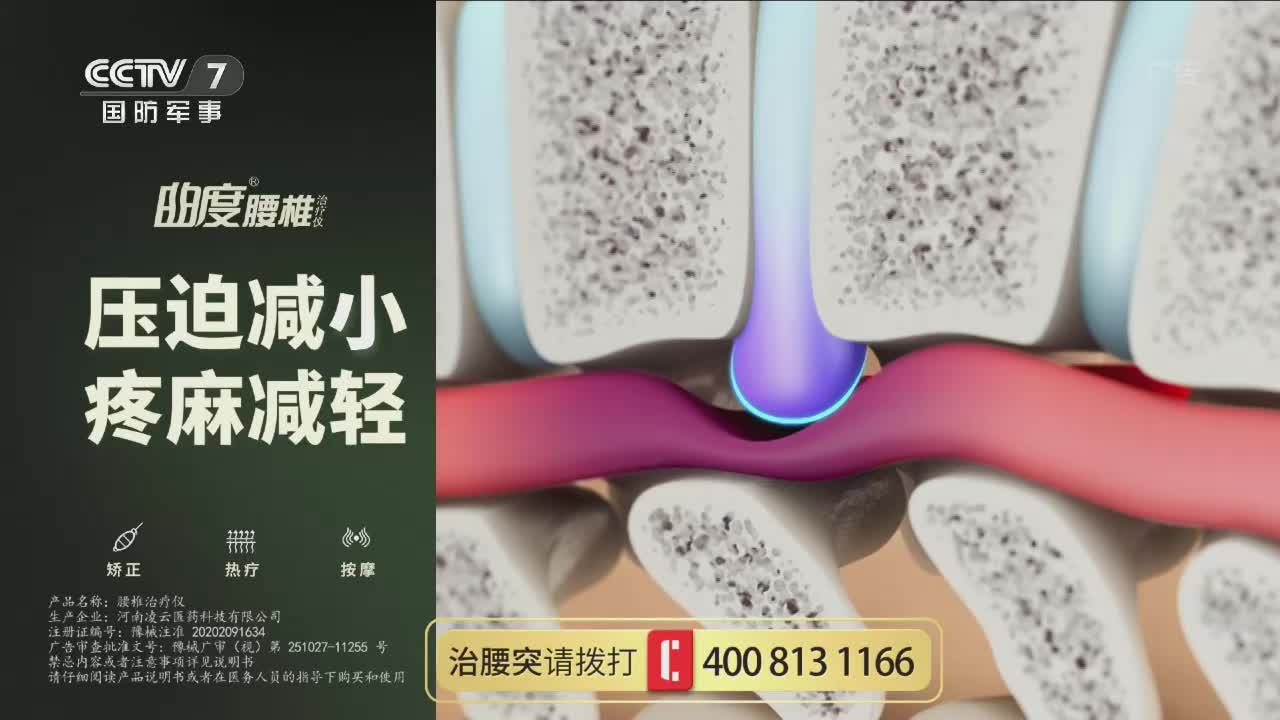 CCTV 7
国防军事
曲度®腰椎治疗仪
压迫减小
疼麻减轻
矫正
热疗
按摩
产品名称：腰椎治疗仪
生产企业：河南凌云医药科技有限公司
注册证编号：豫械注准 20202091634
广告审查批准文号：豫械广审（视）第 251027-11255 号
禁忌内容或者注意事项详见说明书
请仔细阅读产品说明书或者在医务人员的指导下购买和使用
治腰突请拨打 400 813 1166
广告